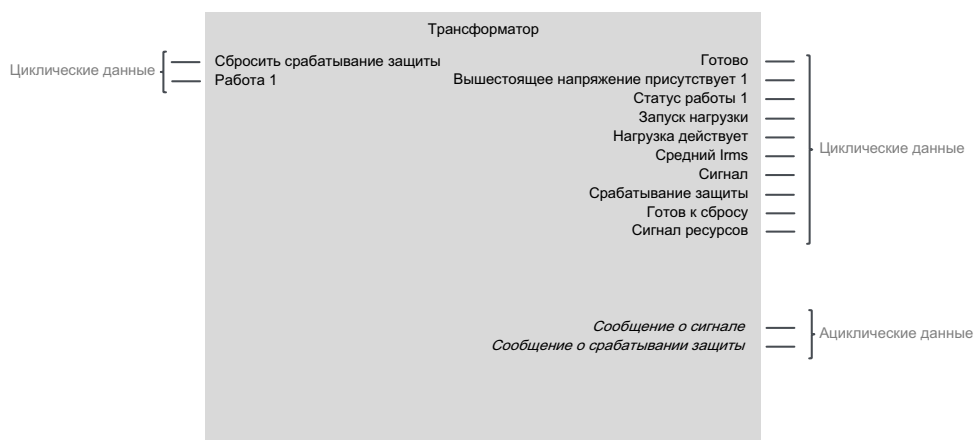 Трансформатор
Циклические данные
Сбросить срабатывание защиты
Работа 1
Готово
Вышестоящее напряжение присутствует 1
Статус работы 1
Запуск нагрузки
Нагрузка действует
Средний Irms
Сигнал
Срабатывание защиты
Готов к сбросу
Сигнал ресурсов
Циклические данные
Сообщение о сигнале
Сообщение о срабатывании защиты
Ациклические данные